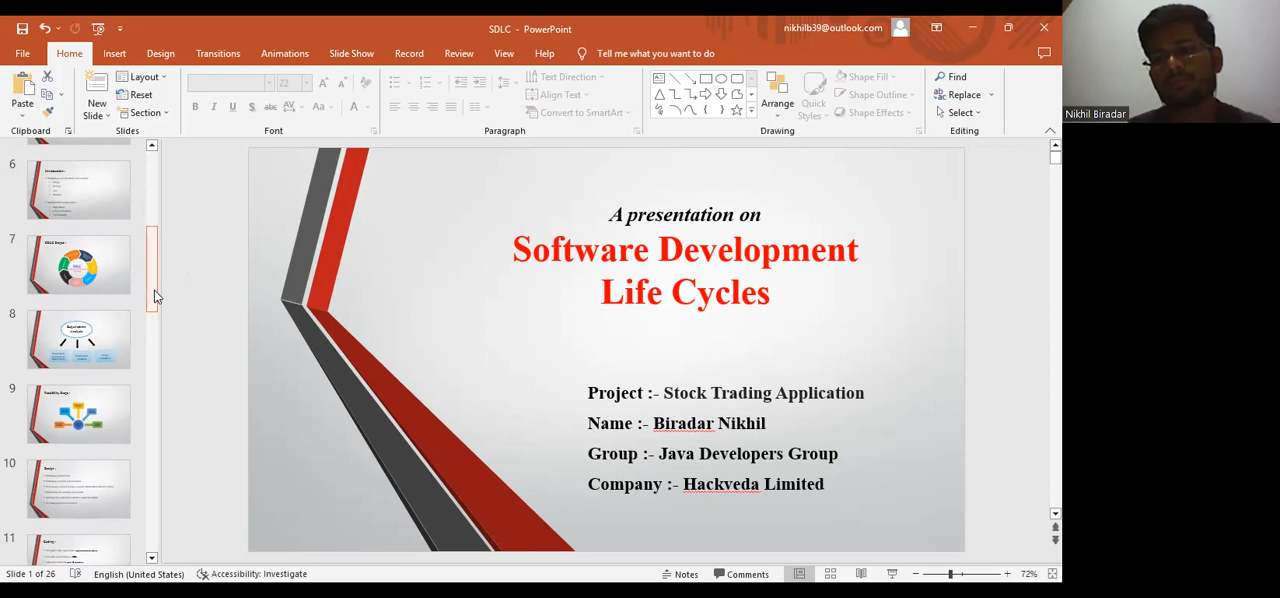 SDLC - PowerPoint
nikhilb39@outlook.com
File Home Insert Design Transitions Animations Slide Show Record Review View Help Tell me what you want to do
Paste
Clipboard
New Slide
Layout
Reset
Section
Slides
22
B I U S abc AV Aa A
Font
Text Direction
Align Text
Convert to SmartArt
Paragraph
Arrange
Quick Styles
Shape Fill
Shape Outline
Shape Effects
Drawing
Find
Replace
Select
Editing
Nikhil Biradar
6
7
8
9
10
11
A presentation on
Software Development
Life Cycles
Project :- Stock Trading Application
Name :- Biradar Nikhil
Group :- Java Developers Group
Company :- Hackveda Limited
Slide 1 of 26 English (United States) Accessibility: Investigate Notes Comments 72%